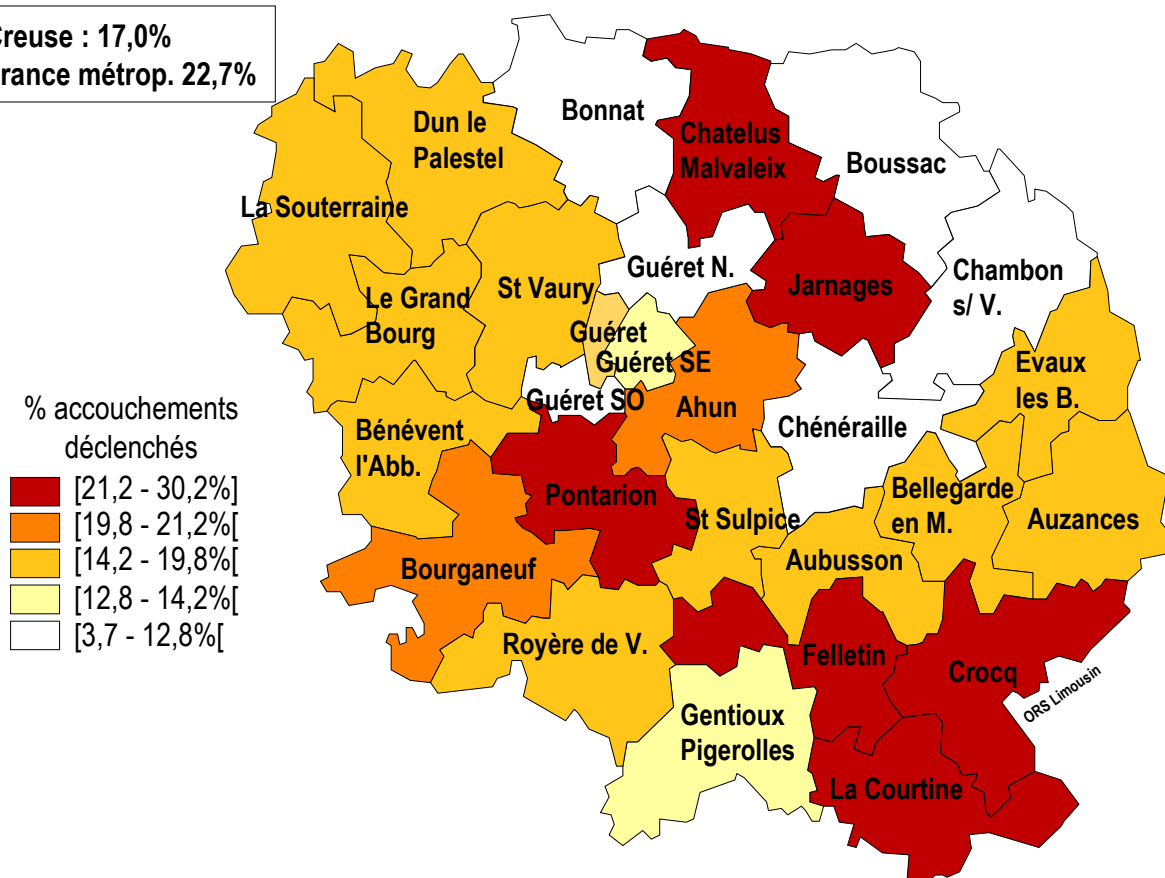 Creuse : 17,0%
France métrop. 22,7%
Bonnat
Dun le
Palestel
Chatelus
Malvaleix
Boussac
La Souterraine
Guéret N.
Chambon
s/ V.
St Vaury
Jarnages
Le Grand
Bourg
Guéret
Guéret SE
Evaux
les B.
Guéret SO
Ahun
Chénéraille
Bénévent
l'Abb.
Bellegarde
en M.
Pontarion
St Sulpice
Auzances
Aubusson
Bourganeuf
Royère de V.
Felletin
Crocq
ORS Limousin
Gentioux
Pigerolles
La Courtine
% accouchements
déclenchés
[21,2 - 30,2%]
[19,8 - 21,2%[
[14,2 - 19,8%[
[12,8 - 14,2%[
[3,7 - 12,8%[